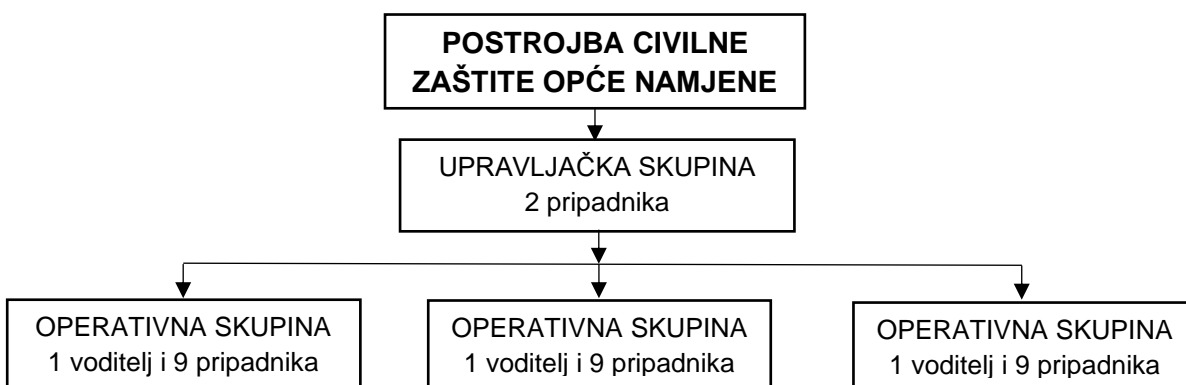 POSTROJBA CIVILNE
ZAŠTITE OPĆE NAMJENE
UPRAVLJAČKA SKUPINA
2 pripadnika
OPERATIVNA SKUPINA
1 voditelj i 9 pripadnika
OPERATIVNA SKUPINA
1 voditelj i 9 pripadnika
OPERATIVNA SKUPINA
1 voditelj i 9 pripadnika